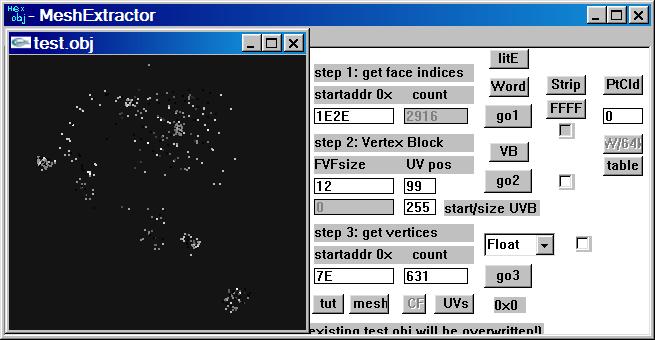 Hex
obj - MeshExtractor
test.obj
litE
step 1: get face indices
Word Strip PtCld
startaddr 0x count
FFFF
1E2E 2916 go1 0
step 2: Vertex Block
VB
FVFsize UV pos table
12 99 go2
0 255 start/size UVB
step 3: get vertices
Float
startaddr 0x count
7E 631 go3
tut mesh CF UVs 0x0
existing test.obj will be overwritten!)